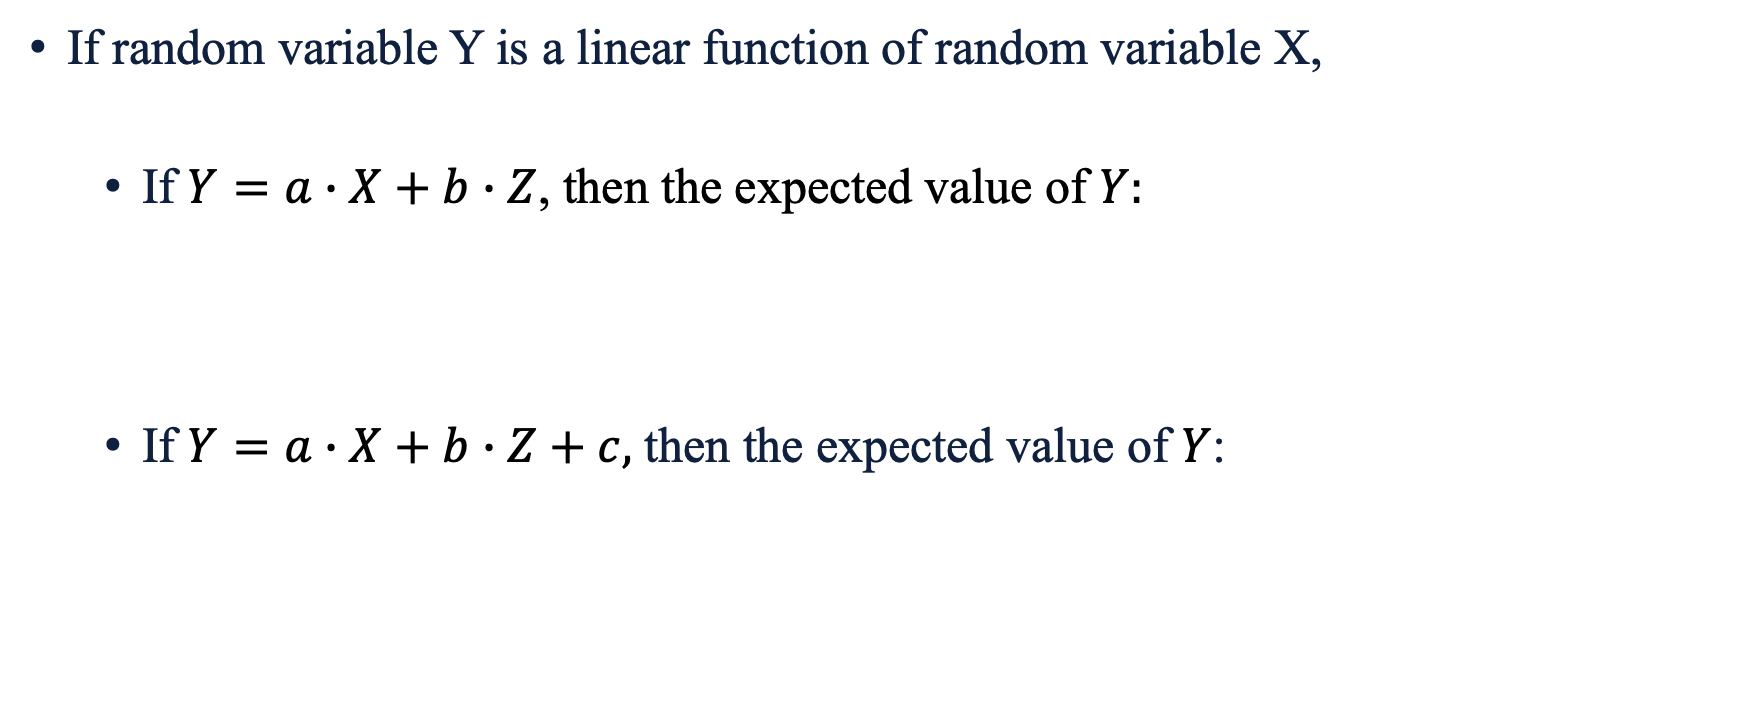 • If random variable Y is a linear function of random variable X,
• If Y = a · X + b · Z, then the expected value of Y:
• If Y = a · X + b · Z + c, then the expected value of Y: